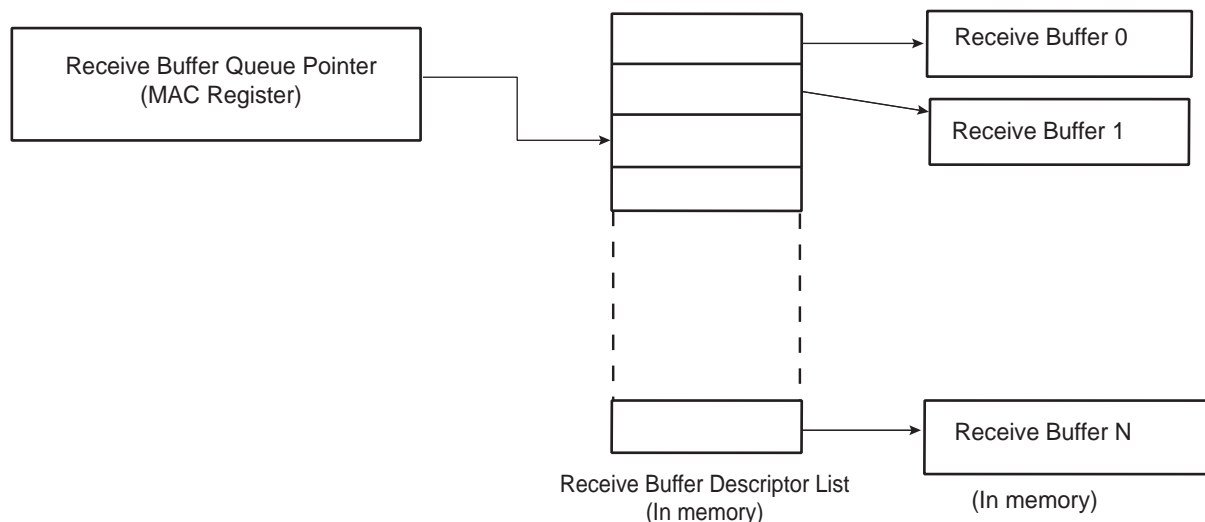 Receive Buffer Queue Pointer
(MAC Register)
Receive Buffer 0
Receive Buffer 1
Receive Buffer N
Receive Buffer Descriptor List
(In memory)
(In memory)